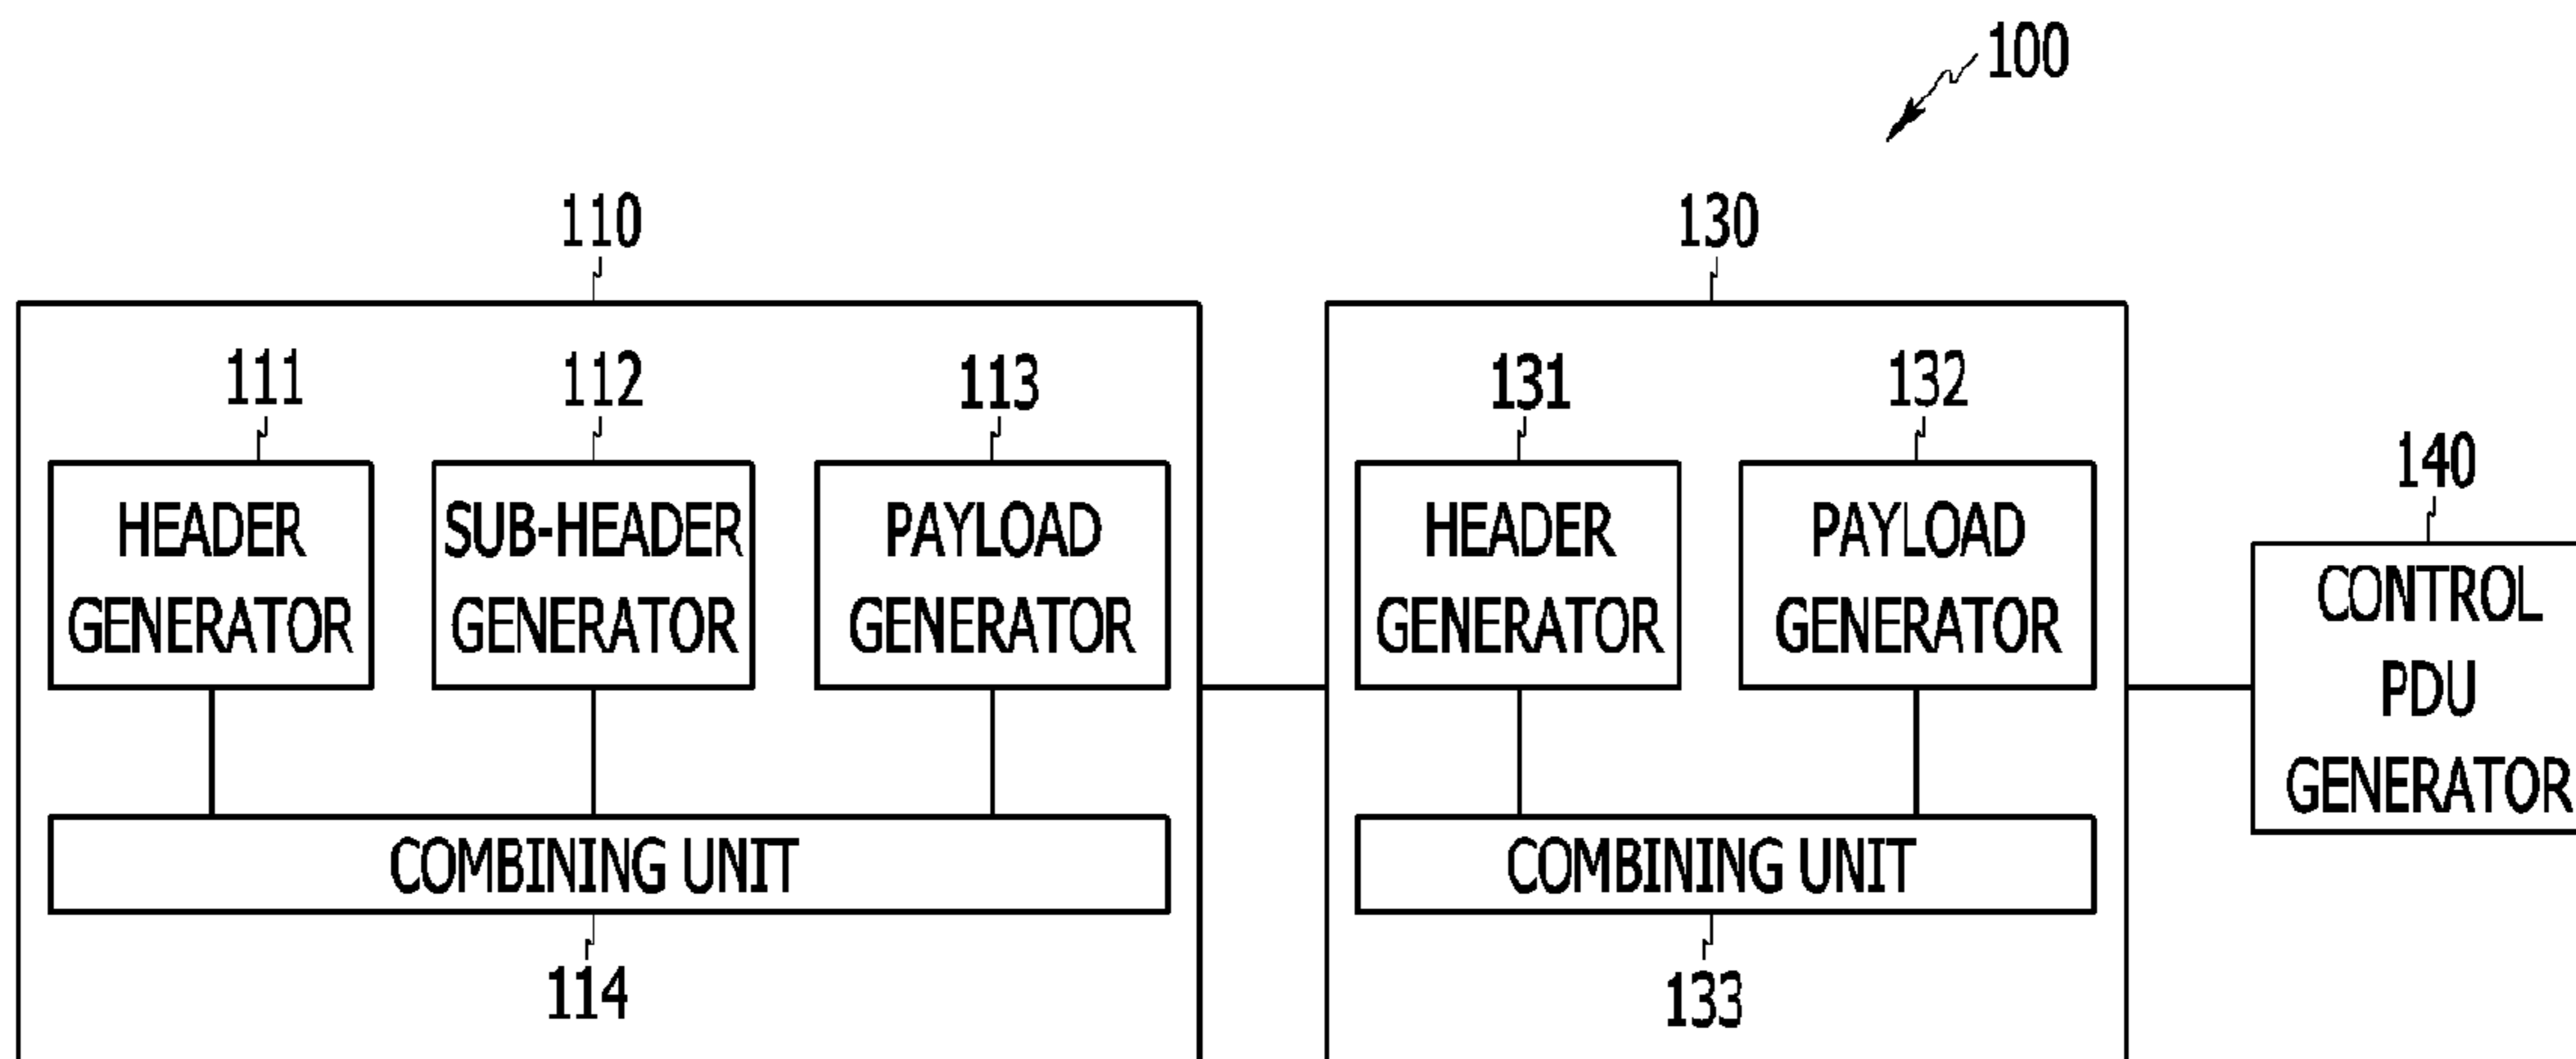 100
110
130
111
112
113
131
132
140
HEADER
GENERATOR
SUB-HEADER
GENERATOR
PAYLOAD
GENERATOR
HEADER
GENERATOR
PAYLOAD
GENERATOR
CONTROL
PDU
GENERATOR
COMBINING UNIT
COMBINING UNIT
114
133